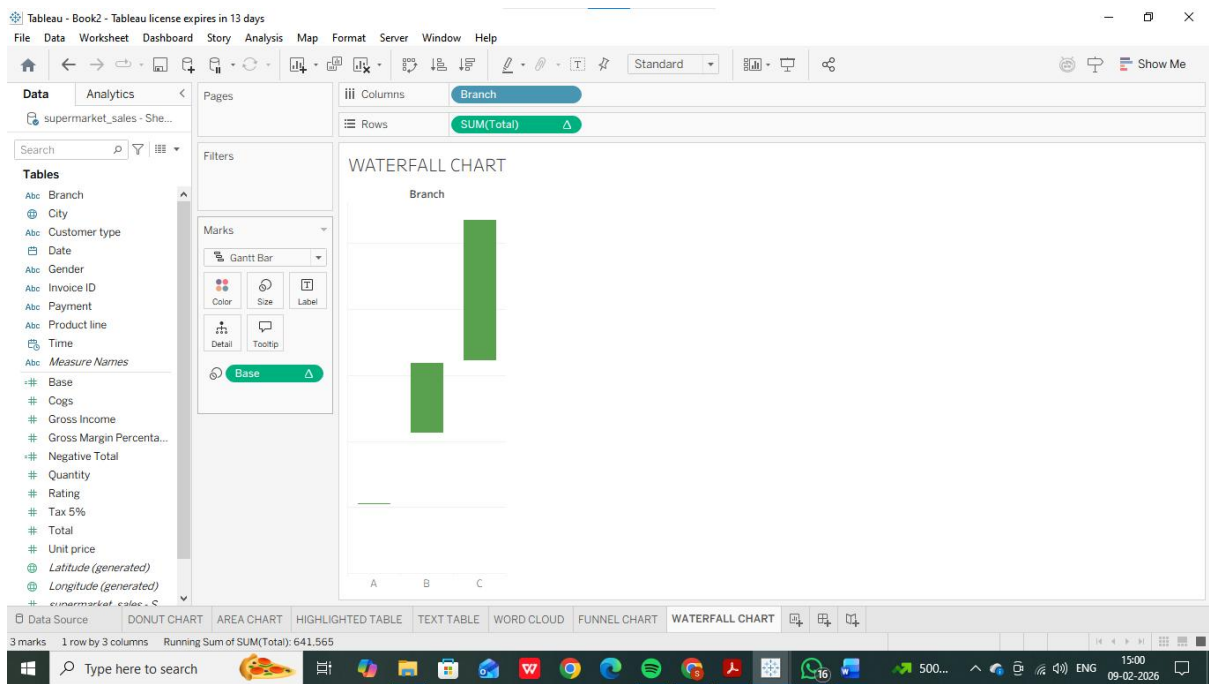 Tableau - Book2 - Tableau license expires in 13 days
File Data Worksheet Dashboard Story Analysis Map Format Server Window Help
Standard
Show Me
Data Analytics
Pages
Columns Branch
supermarket_sales - She...
Rows SUM(Total)
Search
Filters
WATERFALL CHART
Tables
Branch
Abc Branch
City
Abc Customer type
Marks
Date
Gantt Bar
Abc Gender
Abc Invoice ID
Color Size Label
Abc Payment
Abc Product line
Time
Detail Tooltip
Abc Measure Names
Base
Base
Cogs
Gross Income
Gross Margin Percenta...
Negative Total
Quantity
Rating
Tax 5%
Total
Unit price
Latitude (generated)
Longitude (generated)
A B C
supermarket_sales - S
Data Source DONUT CHART AREA CHART HIGHLIGHTED TABLE TEXT TABLE WORD CLOUD FUNNEL CHART WATERFALL CHART
3 marks 1 row by 3 columns Running Sum of SUM(Total): 641.565
Type here to search
16
500...
ENG
15:00
09-02-2026